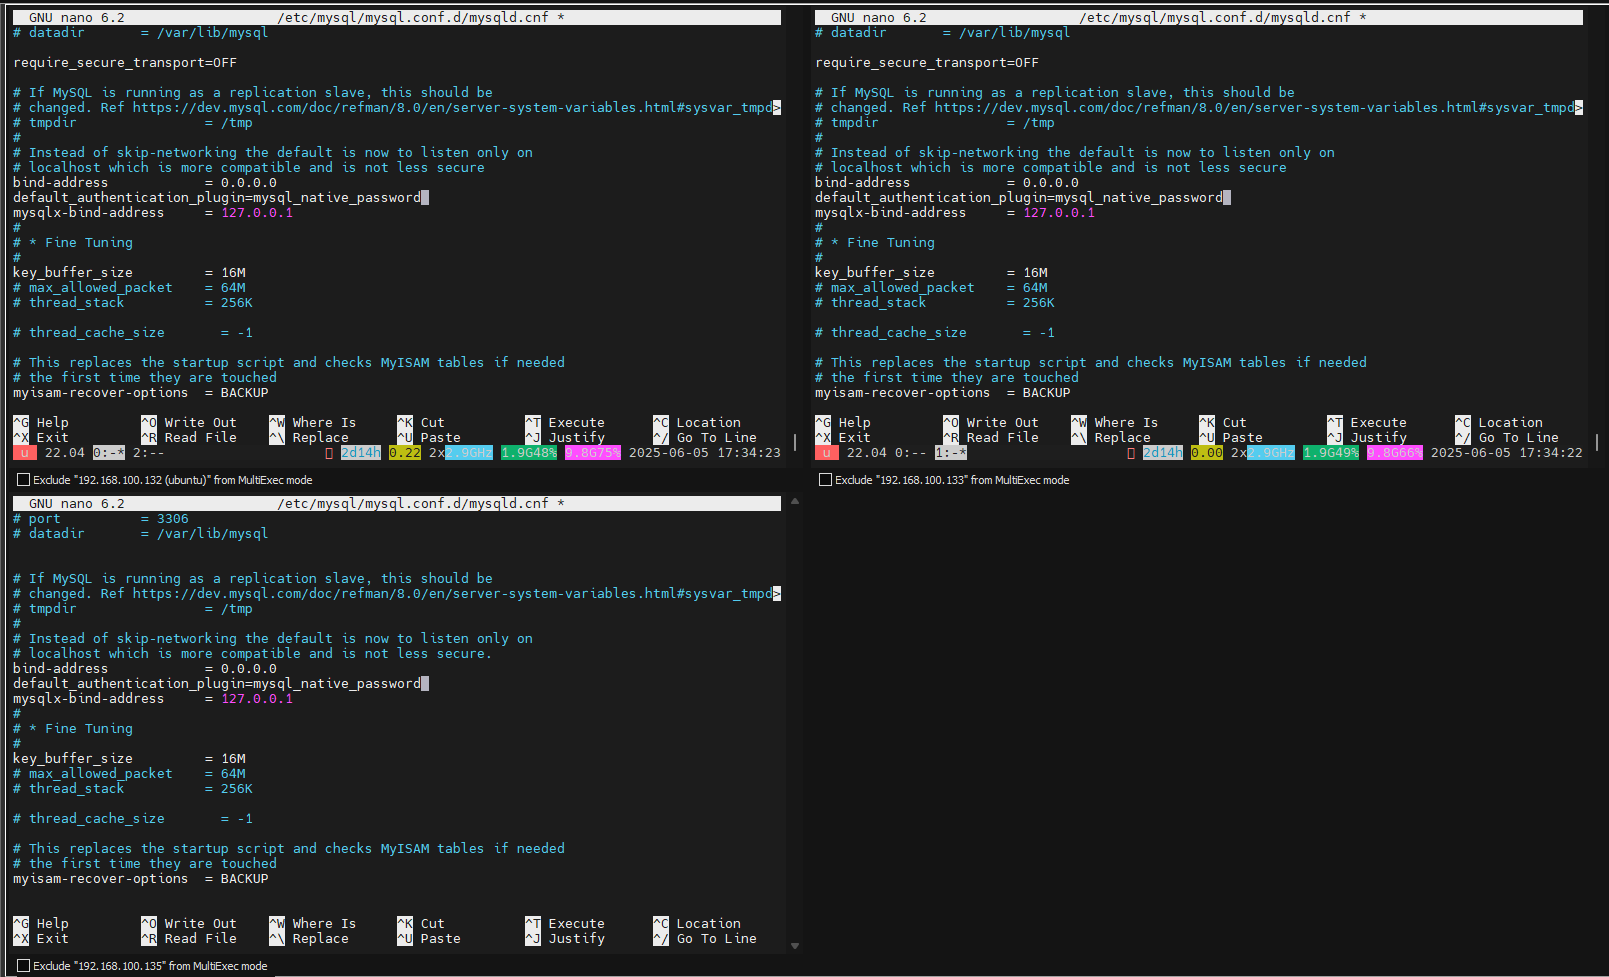 GNU nano 6.2 /etc/mysql/mysql.conf.d/mysqld.cnf *
# datadir = /var/lib/mysql
require_secure_transport=OFF
# If MySQL is running as a replication slave, this should be
# changed. Ref https://dev.mysql.com/doc/refman/8.0/en/server-system-variables.html#sysvar_tmpd>
# tmpdir = /tmp
#
# Instead of skip-networking the default is now to listen only on
# localhost which is more compatible and is not less secure
bind-address = 0.0.0.0
default_authentication_plugin=mysql_native_password
mysqlx-bind-address = 127.0.0.1
#
# * Fine Tuning
#
key_buffer_size = 16M
# max_allowed_packet = 64M
# thread_stack = 256K
# thread_cache_size = -1
# This replaces the startup script and checks MyISAM tables if needed
# the first time they are touched
myisam-recover-options = BACKUP
^G Help ^O Write Out ^W Where Is ^K Cut ^T Execute ^C Location
^X Exit ^R Read File ^\ Replace ^U Paste ^J Justify ^/ Go To Line
u 22.04 0:-* 2:-- 2d14h 0.22 2x2.9GHz 1.9G48% 9.8G75% 2025-06-05 17:34:23
Exclude "192.168.100.132 (ubuntu)" from MultiExec mode
GNU nano 6.2 /etc/mysql/mysql.conf.d/mysqld.cnf *
# datadir = /var/lib/mysql
require_secure_transport=OFF
# If MySQL is running as a replication slave, this should be
# changed. Ref https://dev.mysql.com/doc/refman/8.0/en/server-system-variables.html#sysvar_tmpd>
# tmpdir = /tmp
#
# Instead of skip-networking the default is now to listen only on
# localhost which is more compatible and is not less secure
bind-address = 0.0.0.0
default_authentication_plugin=mysql_native_password
mysqlx-bind-address = 127.0.0.1
#
# * Fine Tuning
#
key_buffer_size = 16M
# max_allowed_packet = 64M
# thread_stack = 256K
# thread_cache_size = -1
# This replaces the startup script and checks MyISAM tables if needed
# the first time they are touched
myisam-recover-options = BACKUP
^G Help ^O Write Out ^W Where Is ^K Cut ^T Execute ^C Location
^X Exit ^R Read File ^\ Replace ^U Paste ^J Justify ^/ Go To Line
u 22.04 0:-- 1:-* 2d14h 0.00 2x2.9GHz 1.9G49% 9.8G66% 2025-06-05 17:34:22
Exclude "192.168.100.133" from MultiExec mode
GNU nano 6.2 /etc/mysql/mysql.conf.d/mysqld.cnf *
# port = 3306
# datadir = /var/lib/mysql
# If MySQL is running as a replication slave, this should be
# changed. Ref https://dev.mysql.com/doc/refman/8.0/en/server-system-variables.html#sysvar_tmpd>
# tmpdir = /tmp
#
# Instead of skip-networking the default is now to listen only on
# localhost which is more compatible and is not less secure.
bind-address = 0.0.0.0
default_authentication_plugin=mysql_native_password
mysqlx-bind-address = 127.0.0.1
#
# * Fine Tuning
#
key_buffer_size = 16M
# max_allowed_packet = 64M
# thread_stack = 256K
# thread_cache_size = -1
# This replaces the startup script and checks MyISAM tables if needed
# the first time they are touched
myisam-recover-options = BACKUP
^G Help ^O Write Out ^W Where Is ^K Cut ^T Execute ^C Location
^X Exit ^R Read File ^\ Replace ^U Paste ^J Justify ^/ Go To Line
Exclude "192.168.100.135" from MultiExec mode